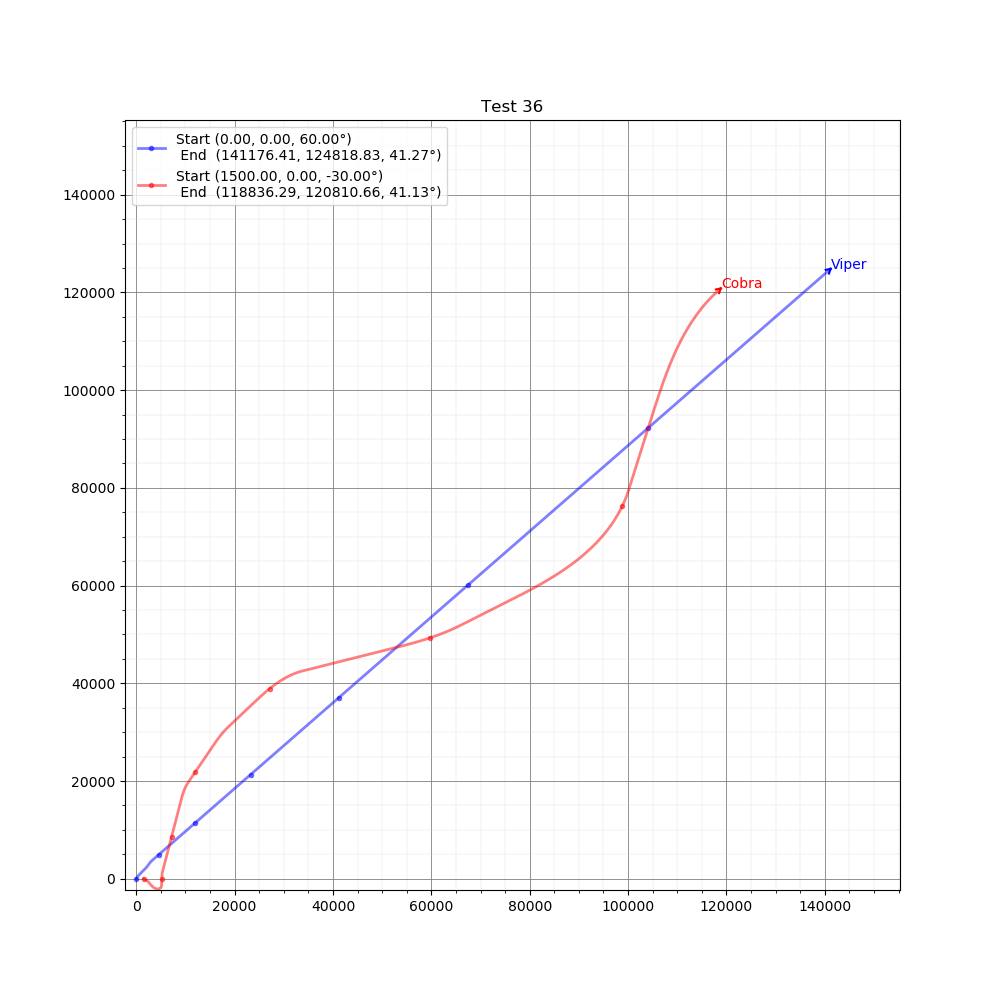 Test 36
Start (0.00, 0.00, 60.00°)
End  (141176.41, 124818.83, 41.27°)
Start (1500.00, 0.00, -30.00°)
End  (118836.29, 120810.66, 41.13°)
140000
120000
100000
80000
60000
40000
20000
0
Viper
Cobra
0 20000 40000 60000 80000 100000 120000 140000